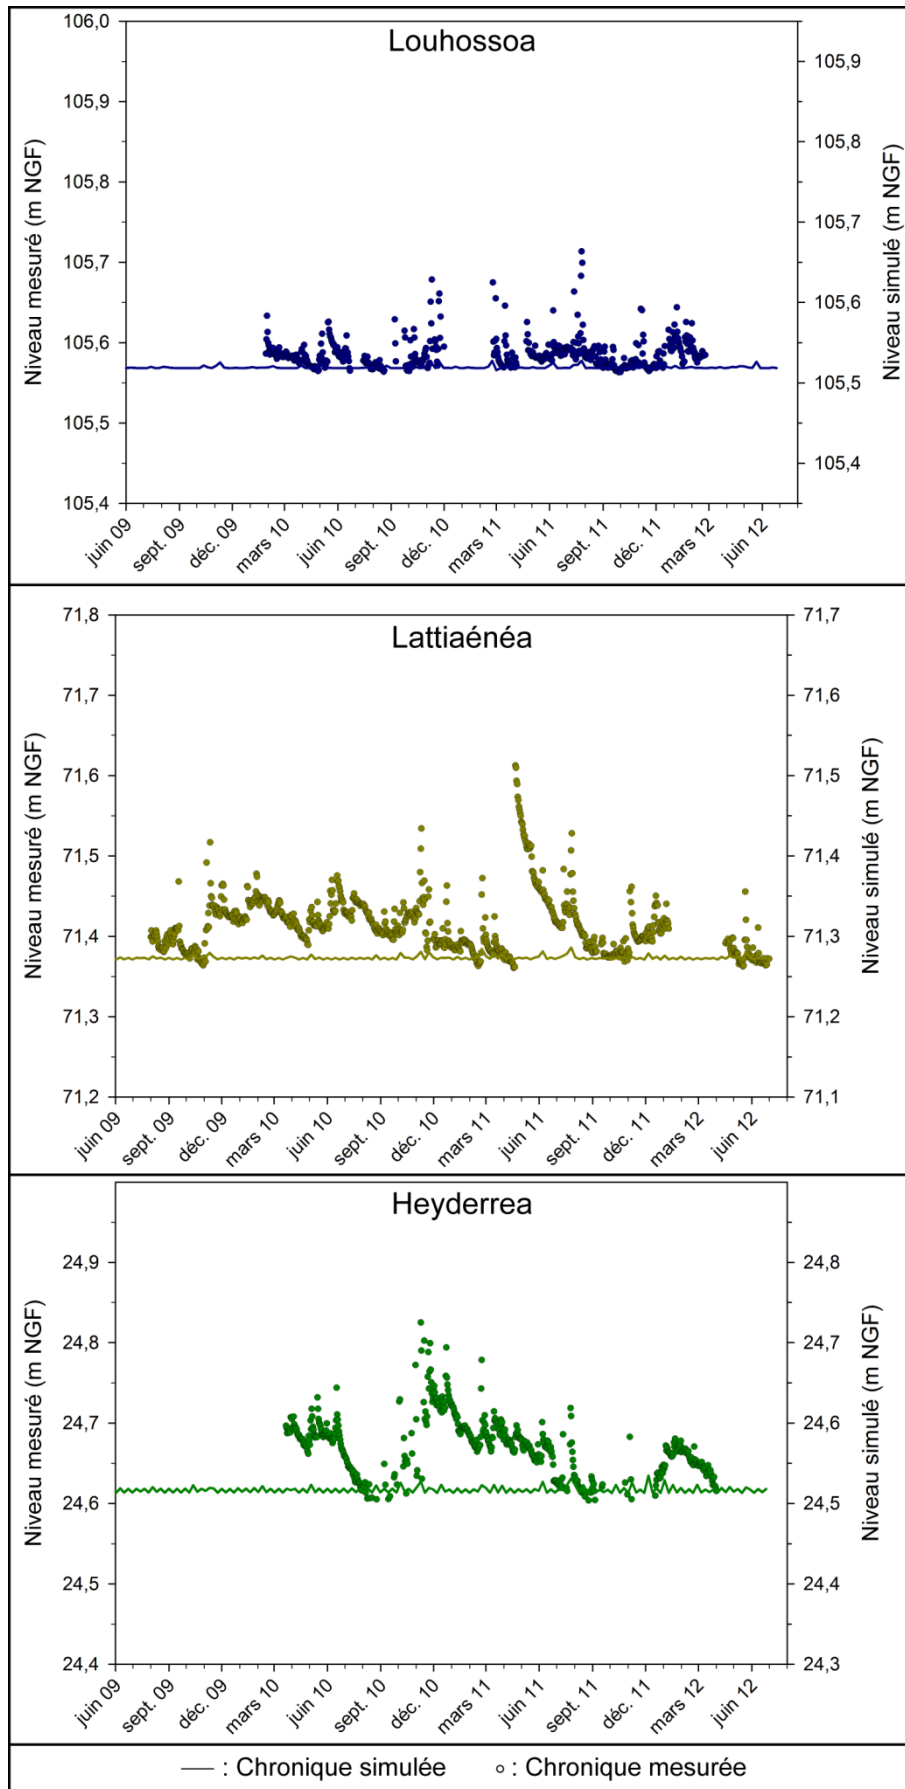 Louhossoa
Niveau mesuré (m NGF)
106,0
105,9
105,8
105,7
105,6
105,5
105,4
105,9
105,8
105,7
105,6
105,5
105,4
Niveau simulé (m NGF)
juin 09
sept. 09
déc. 09
mars 10
juin 10
sept. 10
déc. 10
mars 11
juin 11
sept. 11
déc. 11
mars 12
juin 12
Lattiaénéa
Niveau mesuré (m NGF)
71,8
71,7
71,6
71,5
71,4
71,3
71,2
71,7
71,6
71,5
71,4
71,3
71,2
71,1
Niveau simulé (m NGF)
juin 09
sept. 09
déc. 09
mars 10
juin 10
sept. 10
déc. 10
mars 11
juin 11
sept. 11
déc. 11
mars 12
juin 12
Heyderrea
Niveau mesuré (m NGF)
24,9
24,8
24,7
24,6
24,5
24,4
24,8
24,7
24,6
24,5
24,4
24,3
Niveau simulé (m NGF)
juin 09
sept. 09
déc. 09
mars 10
juin 10
sept. 10
déc. 10
mars 11
juin 11
sept. 11
déc. 11
mars 12
juin 12
: Chronique simulée : Chronique mesurée